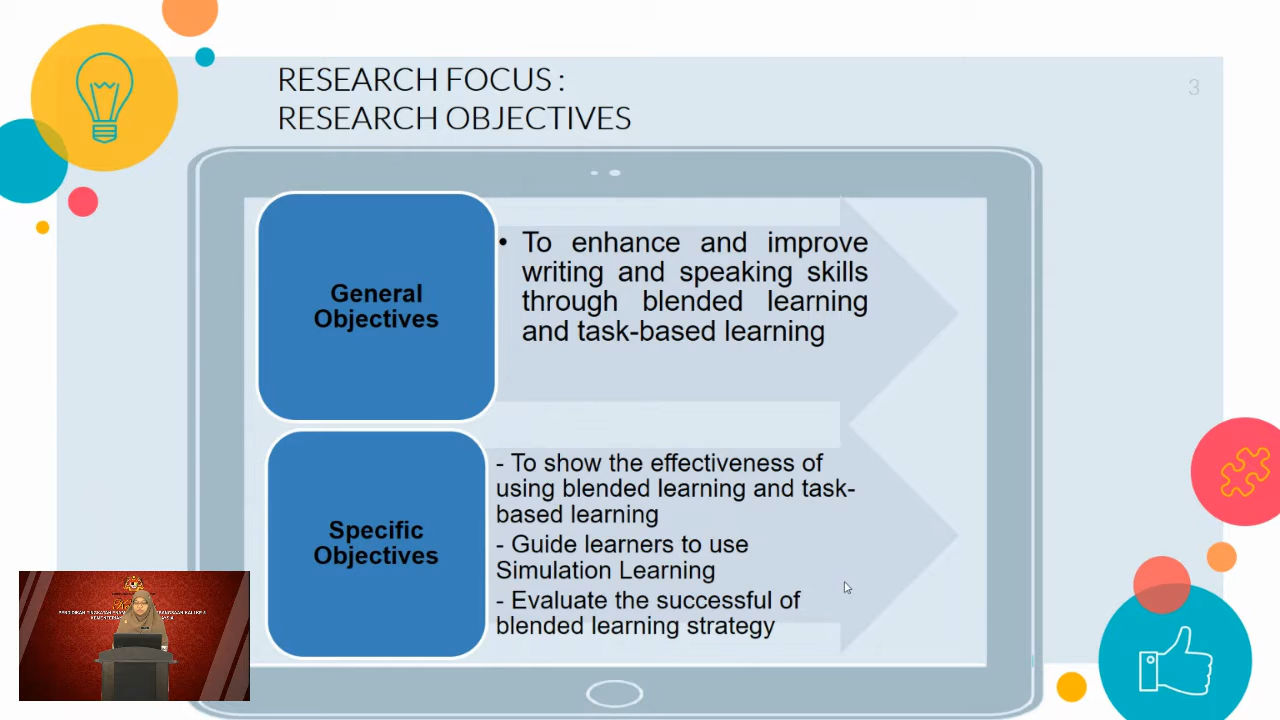 RESEARCH FOCUS :
RESEARCH OBJECTIVES
3
General
Objectives
• To enhance and improve
writing and speaking skills
through blended learning
and task-based learning
Specific
Objectives
- To show the effectiveness of
using blended learning and task-
based learning
- Guide learners to use
Simulation Learning
- Evaluate the successful of
blended learning strategy